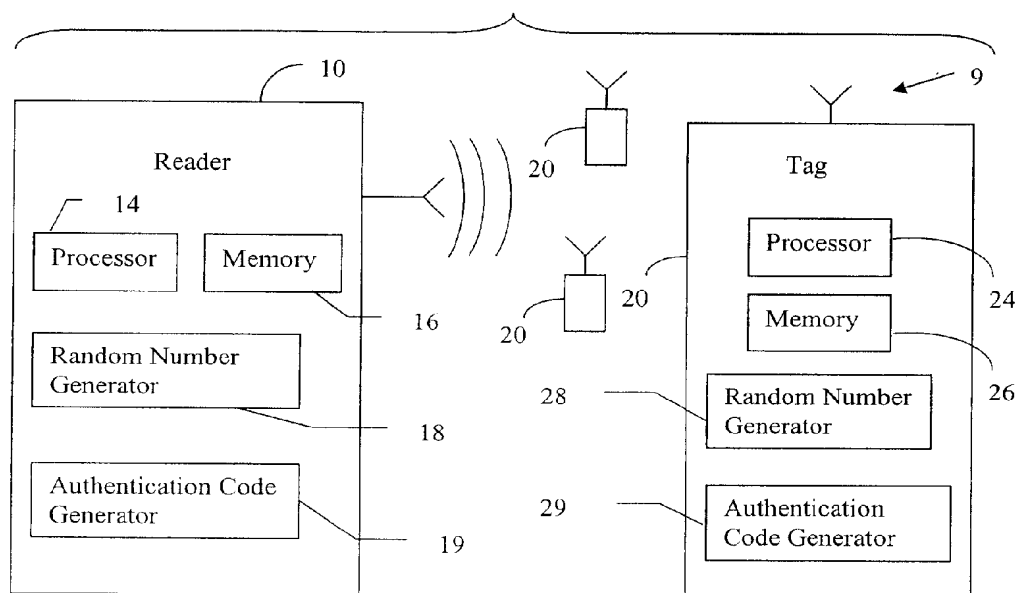 10
9
Reader
20
Tag
14
Processor
Memory
Processor
16
20
20
24
Memory
Random Number
Generator
26
18
28
Random Number
Generator
Authentication Code
Generator
19
29
Authentication
Code Generator